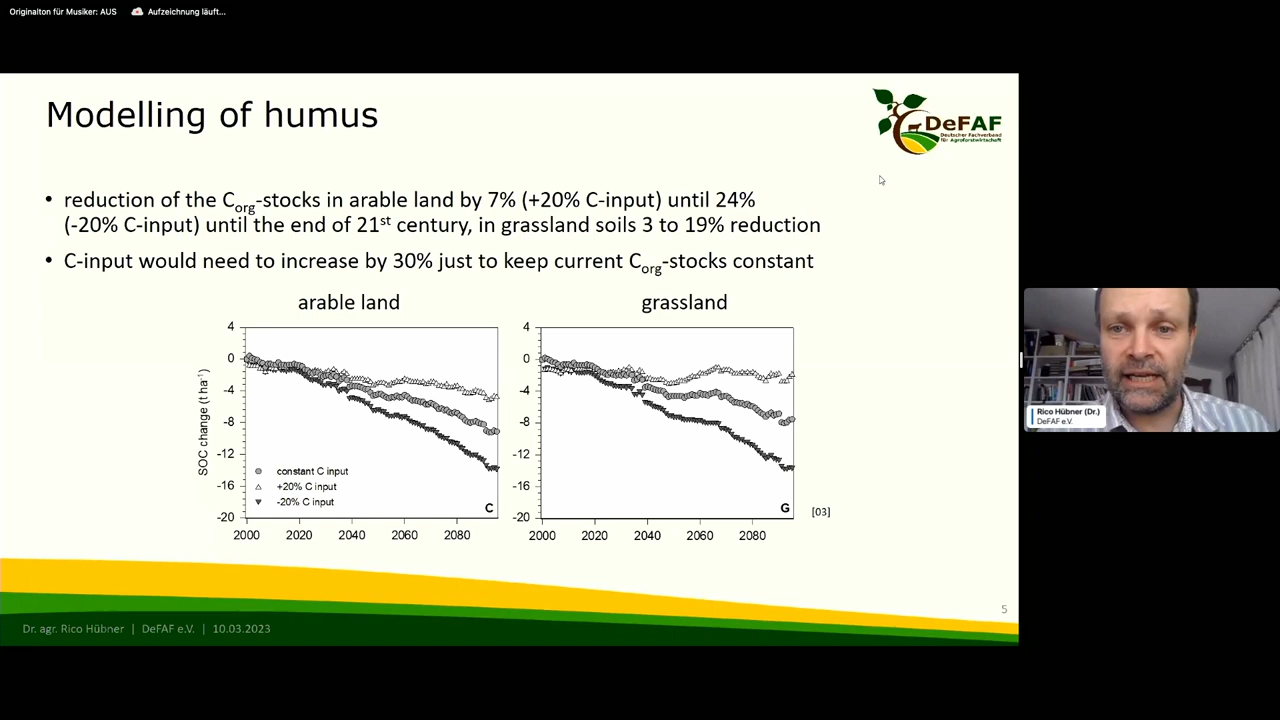 Originalton für Musiker: AUS Aufzeichnung läuft...
Modelling of humus
DeFAF
Deutscher Fachverband
für Agroforstwirtschaft
• reduction of the Corg-stocks in arable land by 7% (+20% C-input) until 24%
(-20% C-input) until the end of 21st century, in grassland soils 3 to 19% reduction
• C-input would need to increase by 30% just to keep current Corg-stocks constant
arable land
grassland
SOC change (t ha-1)
4
0
-4
-8
-12
-16
-20
constant C input
+20% C input
-20% C input
C
2000 2020 2040 2060 2080
4
0
-4
-8
-12
-16
-20
G
2000 2020 2040 2060 2080
[03]
Rico Hübner (Dr.)
DeFAF e.V.
5
Dr. agr. Rico Hübner | DeFAF e.V. | 10.03.2023